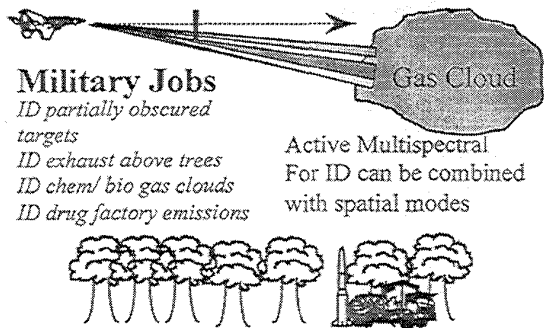 Gas Cloud
Military Jobs
ID partially obscured
targets
ID exhaust above trees
ID chem/ bio gas clouds
ID drug factory emissions
Active Multispectral
For ID can be combined
with spatial modes